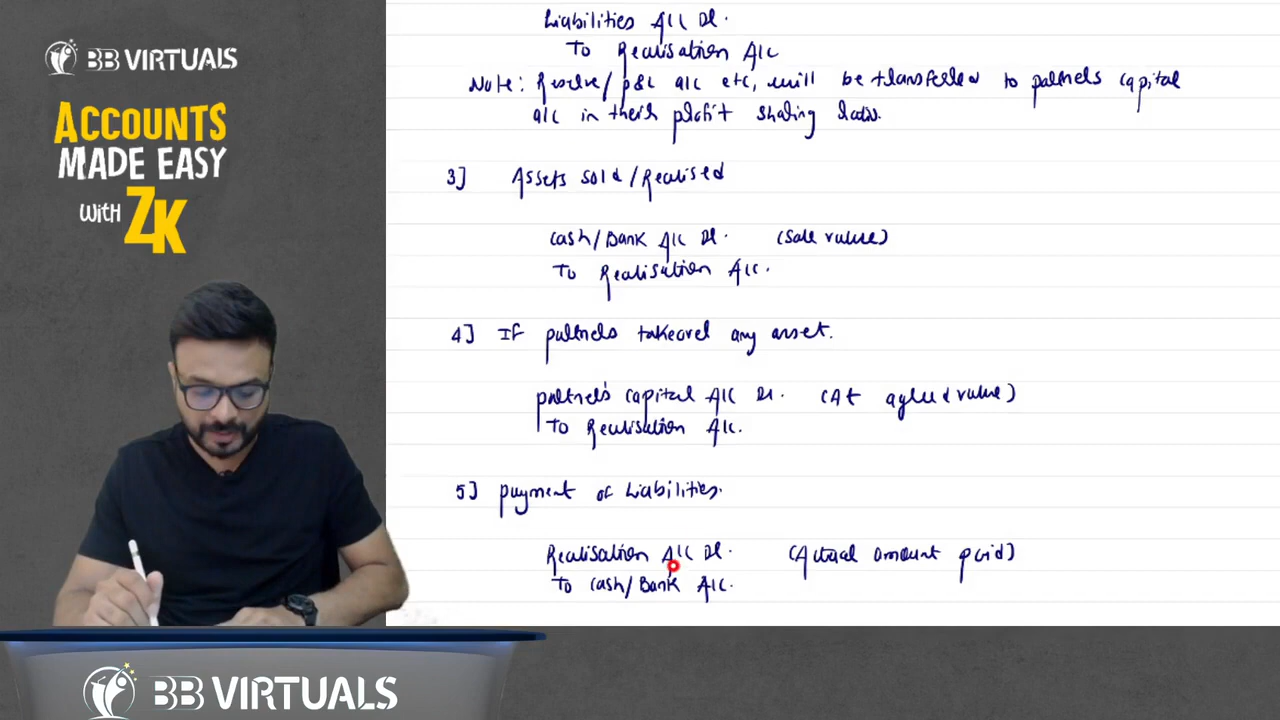 BB VIRTUALS
ACCOUNTS
MADE EASY
WITH ZK
Liabilities A/c Dr.
To Realisation A/c
Note: Reserve/ p&l a/c etc, will be transferred to partners capital
a/c in their profit sharing ratio.
3] Assets sold/Realised
Cash/Bank A/c Dr. (Sale value)
To Realisation A/c.
4] If partners takeover any asset.
partner's capital A/c Dr. (At agreed value)
To Realisation A/c.
5] payment of Liabilities.
Realisation A/c Dr. (Actual amount paid)
To Cash/Bank A/c.
BB VIRTUALS